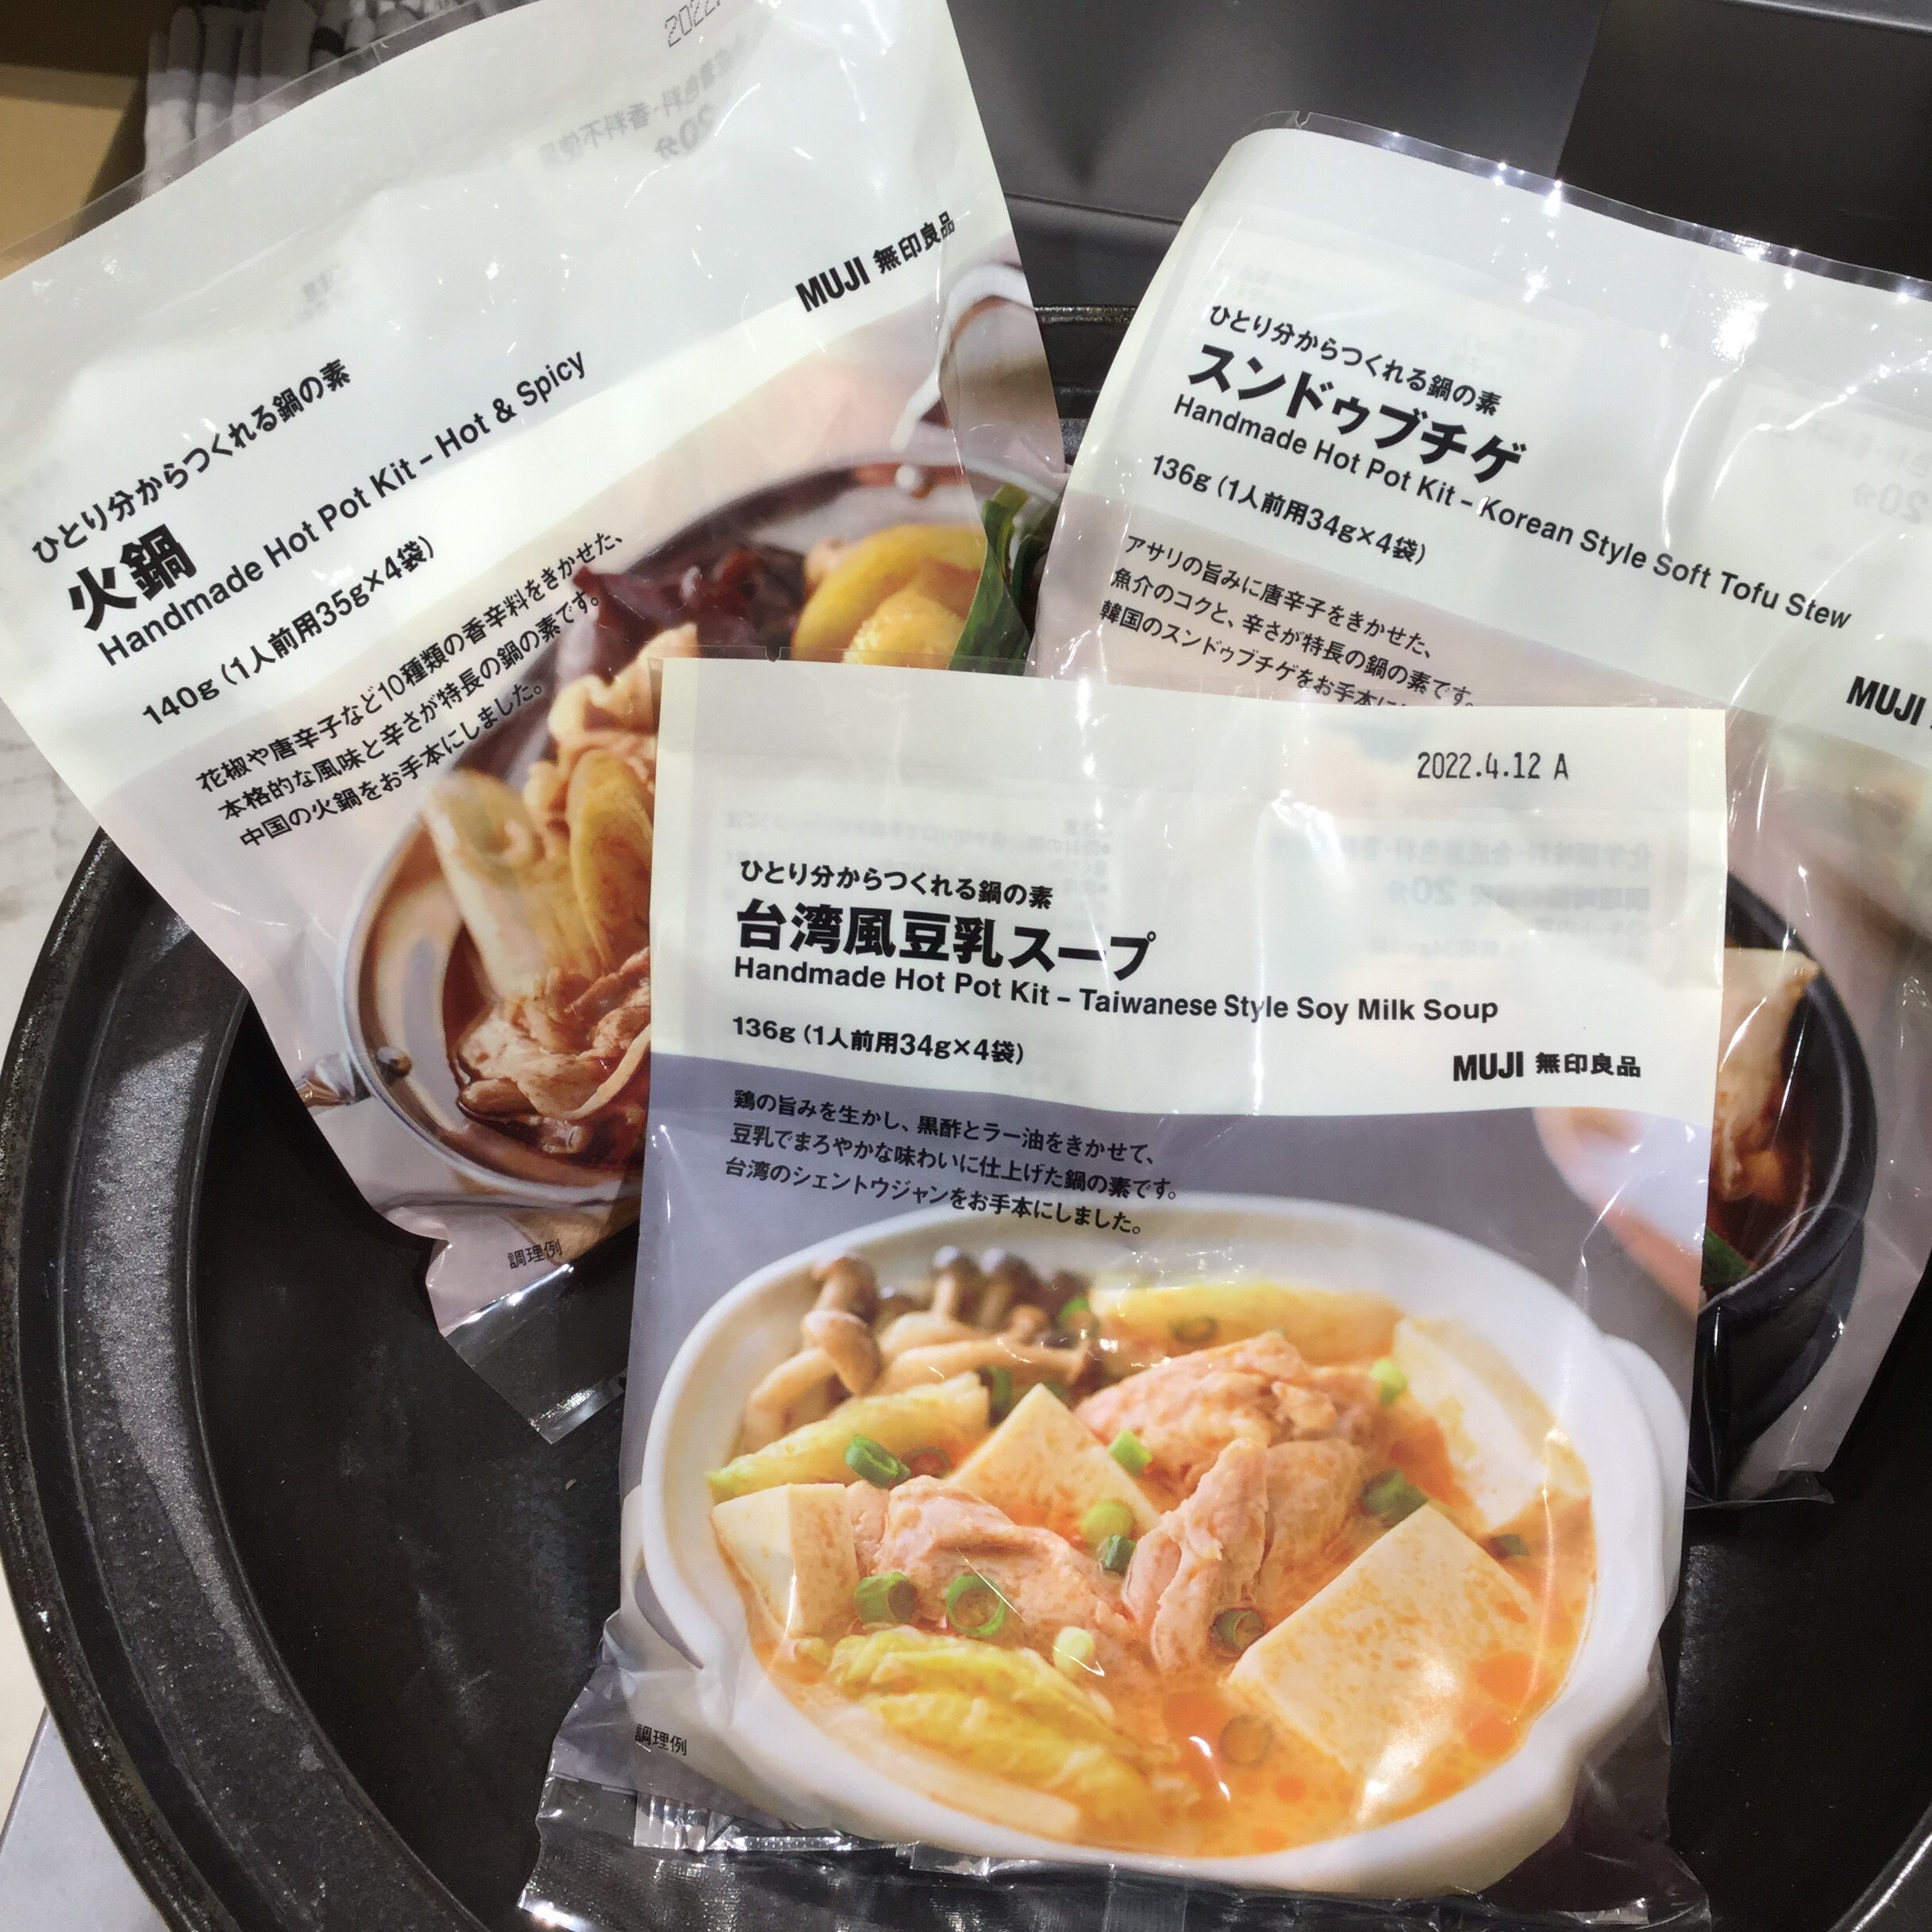 2022.
MUJI 無印良品
ひとり分からつくれる鍋の素
火鍋
Handmade Hot Pot Kit – Hot & Spicy
140g（1人前用35g×4袋）
花椒や唐辛子など10種類の香辛料をきかせた、
本格的な風味と辛さが特長の鍋の素です。
中国の火鍋をお手本にしました。
調理例
ひとり分からつくれる鍋の素
スンドゥブチゲ
Handmade Hot Pot Kit – Korean Style Soft Tofu Stew
136g（1人前用34g×4袋）
MUJI
アサリの旨みに唐辛子をきかせた、
魚介のコクと、辛さが特長の鍋の素です。
韓国のスンドゥブチゲをお手本に
2022.4.12 A
ひとり分からつくれる鍋の素
台湾風豆乳スープ
Handmade Hot Pot Kit – Taiwanese Style Soy Milk Soup
136g（1人前用34g×4袋）
MUJI 無印良品
鶏の旨みを生かし、黒酢とラー油をきかせて、
豆乳でまろやかな味わいに仕上げた鍋の素です。
台湾のシェントウジャンをお手本にしました。
調理例